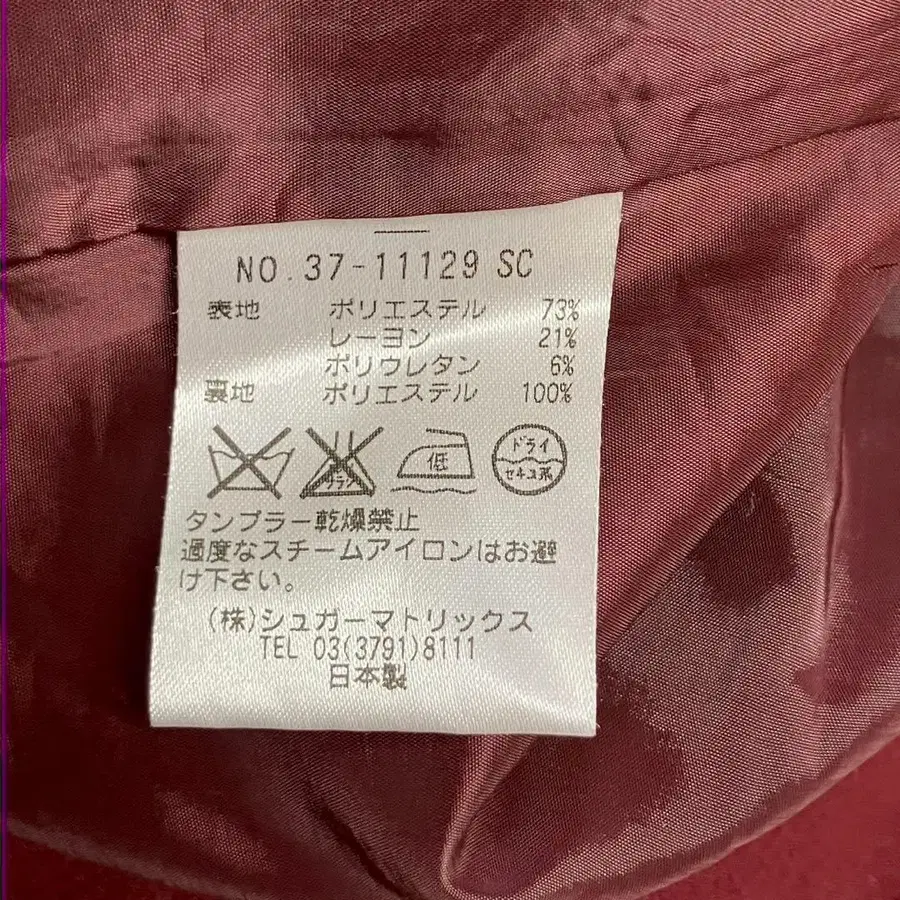 NO.37-11129 SC
表地 ポリエステル 73%
レーヨン 21%
ポリウレタン 6%
裏地 ポリエステル 100%
サラシ 低 ドライ セキユ系
タンブラー乾燥禁止
過度なスチームアイロンはお避
け下さい。
(株)シュガーマトリックス
TEL 03(3791)8111
日本製